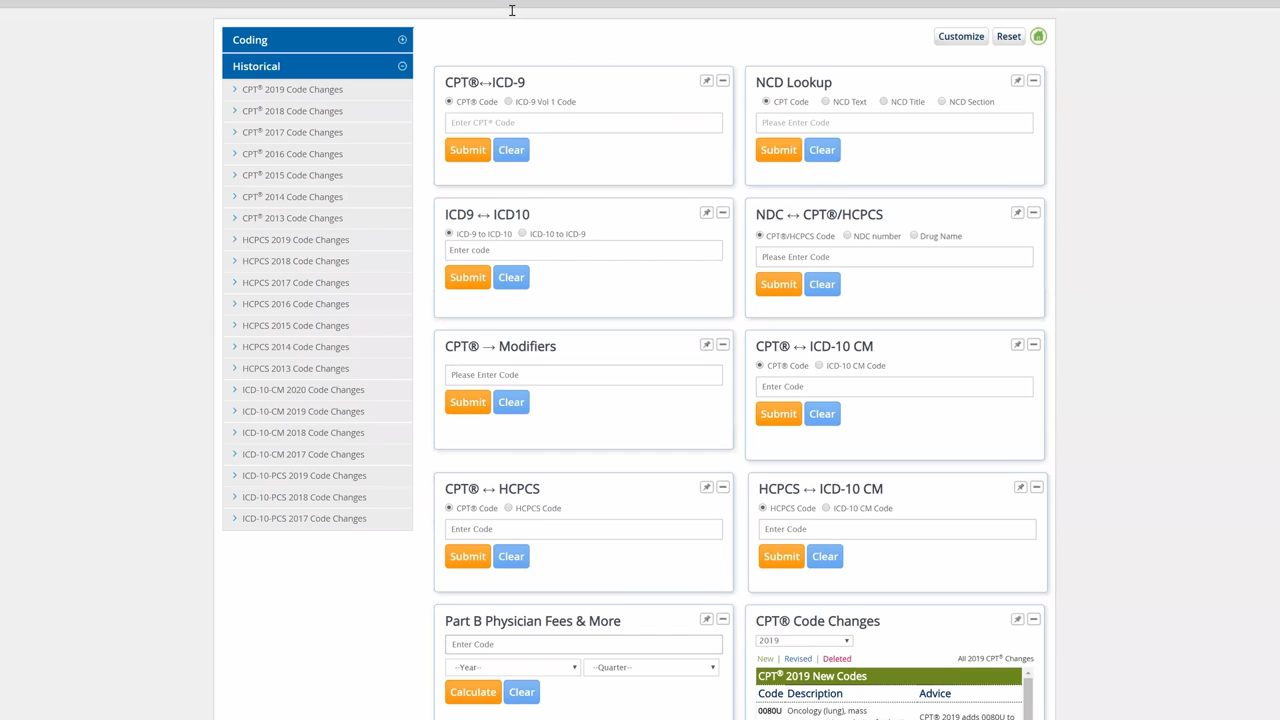 Coding
Historical
CPT® 2019 Code Changes
CPT® 2018 Code Changes
CPT® 2017 Code Changes
CPT® 2016 Code Changes
CPT® 2015 Code Changes
CPT® 2014 Code Changes
CPT® 2013 Code Changes
HCPCS 2019 Code Changes
HCPCS 2018 Code Changes
HCPCS 2017 Code Changes
HCPCS 2016 Code Changes
HCPCS 2015 Code Changes
HCPCS 2014 Code Changes
HCPCS 2013 Code Changes
ICD-10-CM 2020 Code Changes
ICD-10-CM 2019 Code Changes
ICD-10-CM 2018 Code Changes
ICD-10-CM 2017 Code Changes
ICD-10-PCS 2019 Code Changes
ICD-10-PCS 2018 Code Changes
ICD-10-PCS 2017 Code Changes
Customize Reset
CPT®↔ICD-9
CPT® Code ICD-9 Vol 1 Code
Enter CPT® Code
Submit Clear
NCD Lookup
CPT Code NCD Text NCD Title NCD Section
Please Enter Code
Submit Clear
ICD9 ↔ ICD10
ICD-9 to ICD-10 ICD-10 to ICD-9
Enter code
Submit Clear
NDC ↔ CPT®/HCPCS
CPT®/HCPCS Code NDC number Drug Name
Please Enter Code
Submit Clear
CPT® → Modifiers
Please Enter Code
Submit Clear
CPT® ↔ ICD-10 CM
CPT® Code ICD-10 CM Code
Enter Code
Submit Clear
CPT® ↔ HCPCS
CPT® Code HCPCS Code
Enter Code
Submit Clear
HCPCS ↔ ICD-10 CM
HCPCS Code ICD-10 CM Code
Enter Code
Submit Clear
Part B Physician Fees & More
Enter Code
--Year-- --Quarter--
Calculate Clear
CPT® Code Changes
2019
New | Revised | Deleted All 2019 CPT® Changes
CPT® 2019 New Codes
Code Description Advice
0080U Oncology (lung), mass
CPT® 2019 adds 0080U to